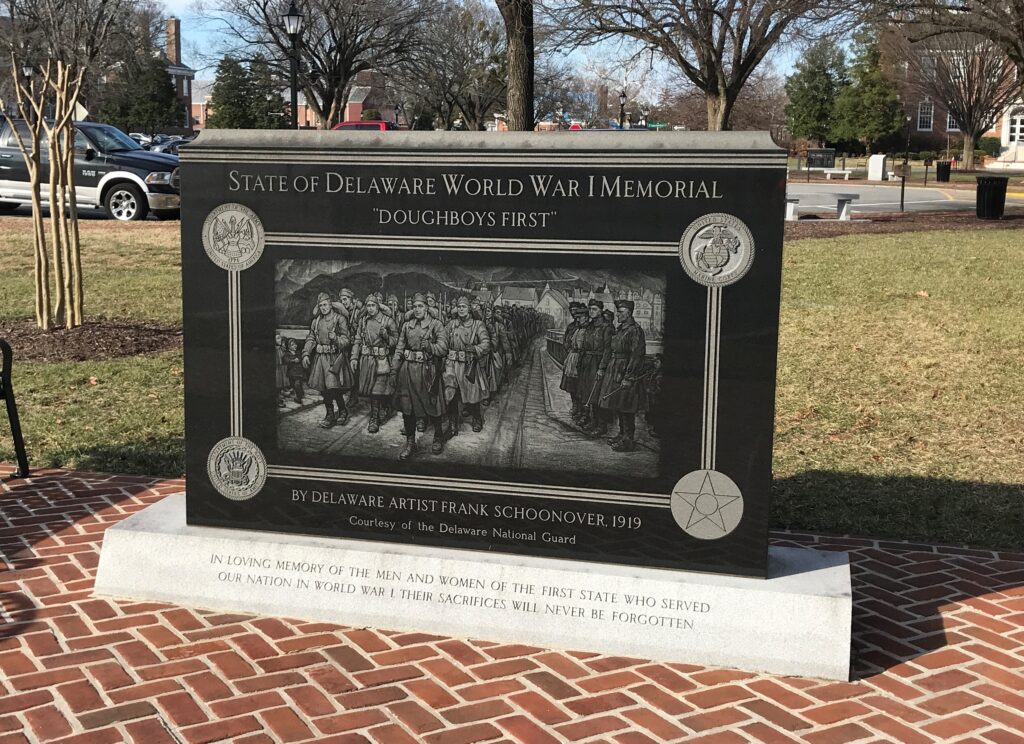 STATE OF DELAWARE WORLD WAR I MEMORIAL
"DOUGHBOYS FIRST"
BY DELAWARE ARTIST FRANK SCHOONOVER, 1919
Courtesy of the Delaware National Guard
IN LOVING MEMORY OF THE MEN AND WOMEN OF THE FIRST STATE WHO SERVED
OUR NATION IN WORLD WAR I. THEIR SACRIFICES WILL NEVER BE FORGOTTEN